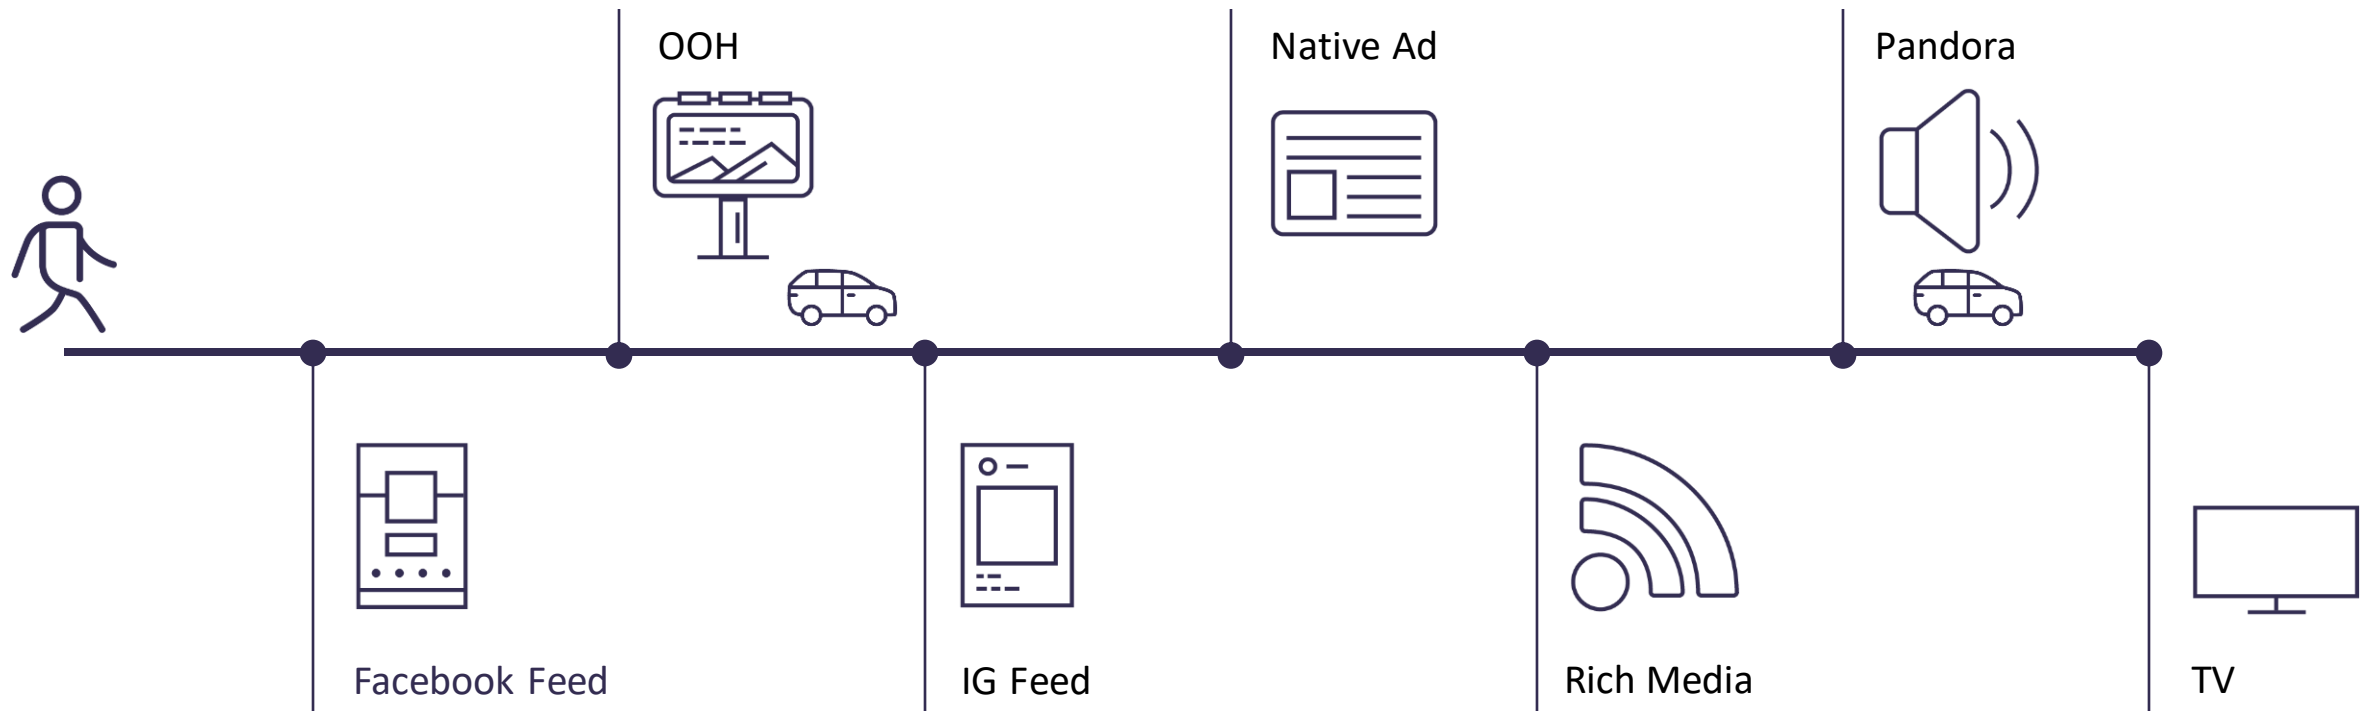 OOH
Native Ad
Pandora
Facebook Feed
IG Feed
Rich Media
TV